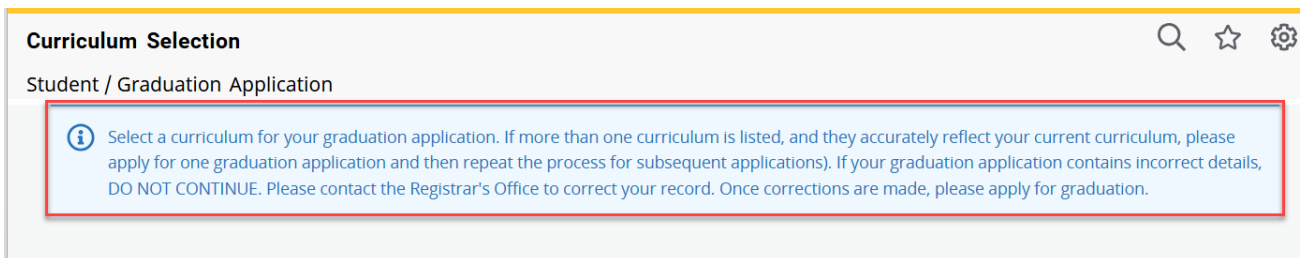 Curriculum Selection
Student / Graduation Application
Select a curriculum for your graduation application. If more than one curriculum is listed, and they accurately reflect your current curriculum, please
apply for one graduation application and then repeat the process for subsequent applications). If your graduation application contains incorrect details,
DO NOT CONTINUE. Please contact the Registrar's Office to correct your record. Once corrections are made, please apply for graduation.